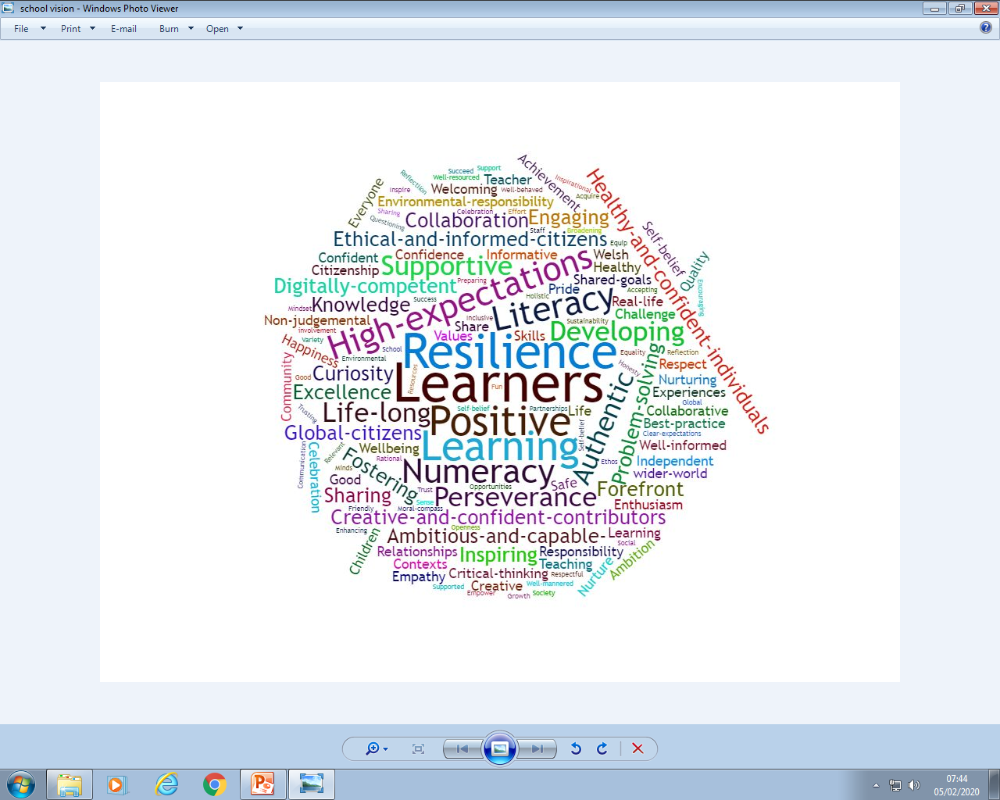 school vision - Windows Photo Viewer
File Print E-mail Burn Open
Succeed Support Achievement
Reflection Well-resourced Teacher Inspirational
Everyone Inspire Welcoming Well-behaved Acquire
Environmental-responsibility
Healthy-and-confident-individuals
Sharing Celebration Effort Engaging
Questioning Collaboration
Staff Broadening Self-belief
Ethical-and-informed-citizens Equip
Confident Confidence Informative Welsh Quality
Citizenship Supportive Healthy
High-expectations
Digitally-competent Preparing Shared-goals Encouraging
Pride Accepting
Knowledge Success Holistic Literacy Real-life
Mindset Challenge
Non-judgemental Inclusive Sustainability
Involvement Share Developing
Variety Values Skills
Happiness School Resilience Equality Reflection
Environmental Respect
Community Curiosity Resources Honesty Problem-solving
Good Learners Fun Authentic Nurturing
Excellence Experiences
Global
Trusting Life-long Self-belief Partnerships Life Collaborative
Positive Best-practice
Global-citizens Self-belief Clear-expectations
Communication Celebration Relevant Wellbeing Learning Well-informed
Rational Ethos Independent
Minds Fostering Numeracy wider-world
Good Opportunities Safe
Sharing Trust Perseverance Forefront
Sense Enthusiasm
Friendly Moral-compass
Creative-and-confident-contributors
Enhancing Openness Learning
Children Ambitious-and-capable- Social
Relationships Inspiring Responsibility Ambition
Contexts Teaching Nurture
Empathy Critical-thinking Respectful
Supported Creative Well-mannered
Empower Growth Society
07:44
05/02/2020